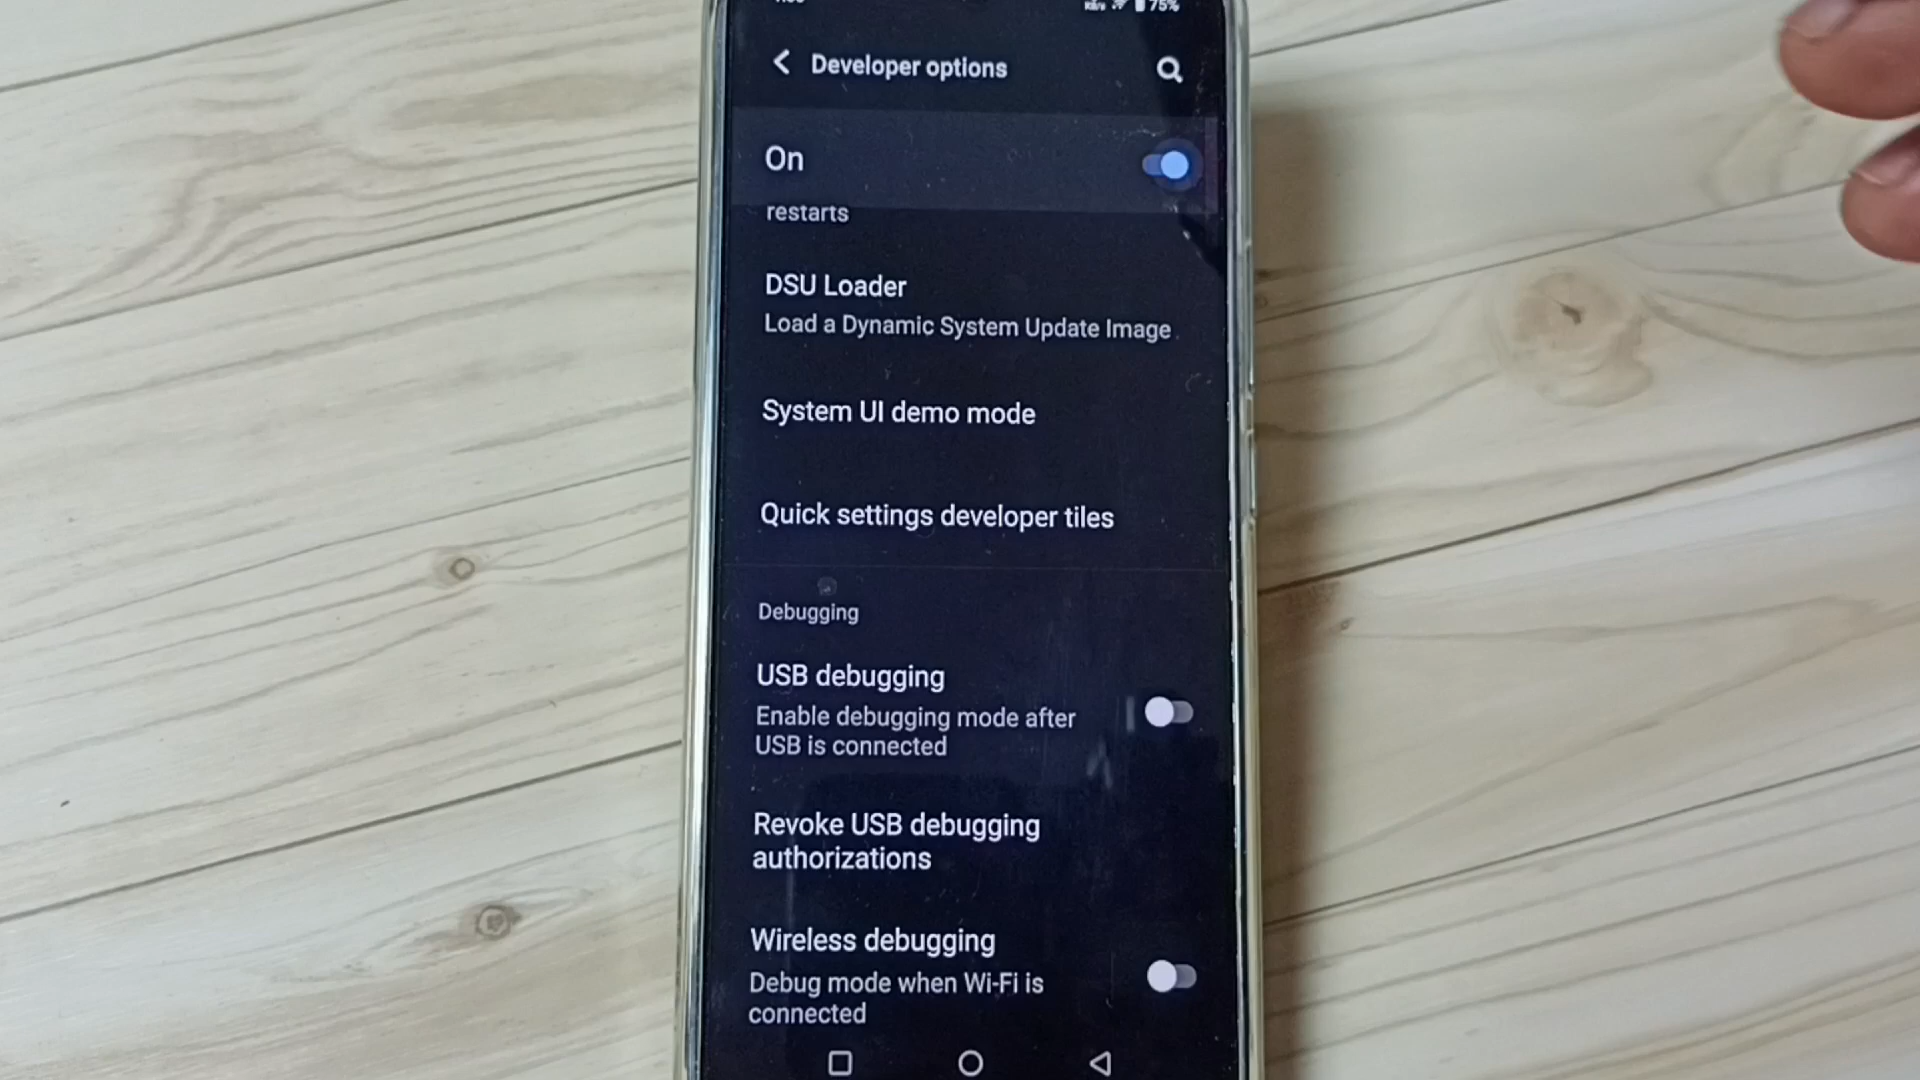 75%
Developer options
On
restarts
DSU Loader
Load a Dynamic System Update Image
System UI demo mode
Quick settings developer tiles
Debugging
USB debugging
Enable debugging mode after
USB is connected
Revoke USB debugging
authorizations
Wireless debugging
Debug mode when Wi-Fi is
connected